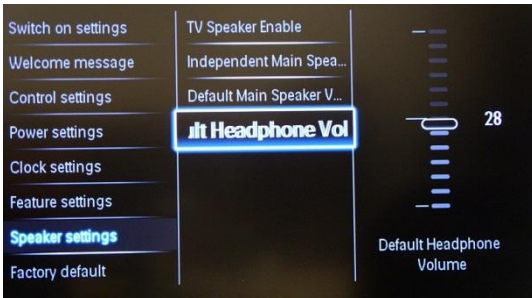 Switch on settings
Welcome message
Control settings
Power settings
Clock settings
Feature settings
Speaker settings
Factory default
TV Speaker Enable
Independent Main Spea...
Default Main Speaker V...
ult Headphone Vol
28
Default Headphone
Volume